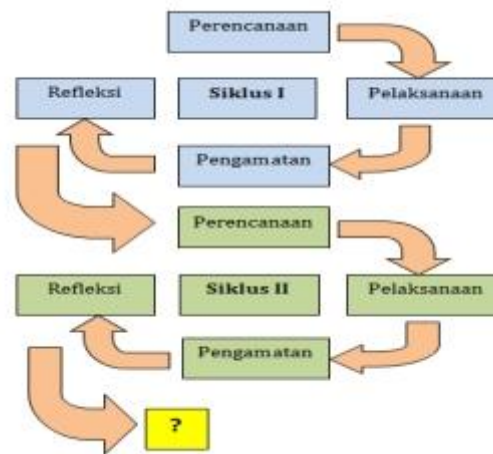 Perencanaan
Refleksi
Siklus I
Pelaksanaan
Pengamatan
Perencanaan
Refleksi
Siklus II
Pelaksanaan
Pengamatan
?